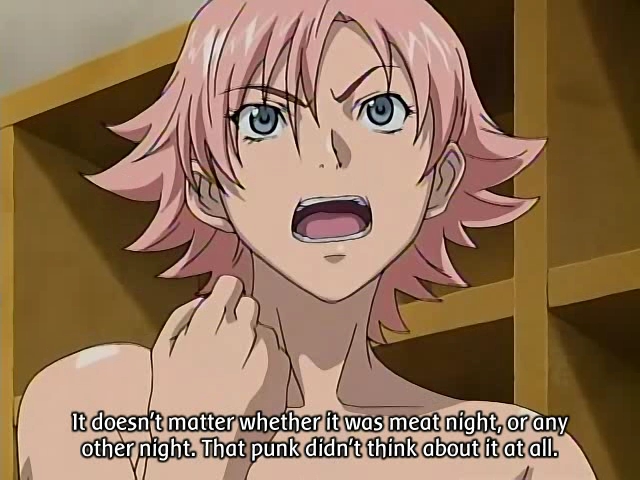 It doesn't matter whether it was meat night, or any
other night. That punk didn't think about it at all.